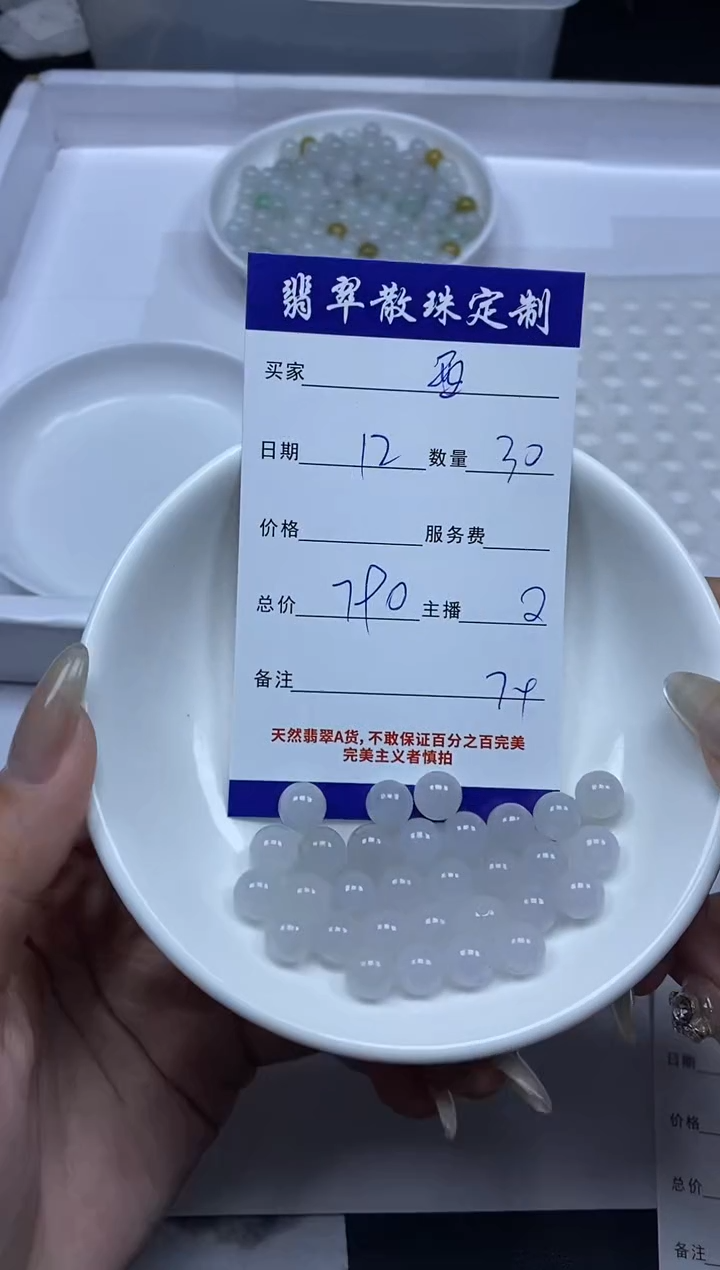 翡翠散珠定制
买家
日期 12 数量 30
价格 服务费
总价 790 主播 2
备注
天然翡翠A货,不敢保证百分之百完美
完美主义者慎拍
日期
价格
总价
备注